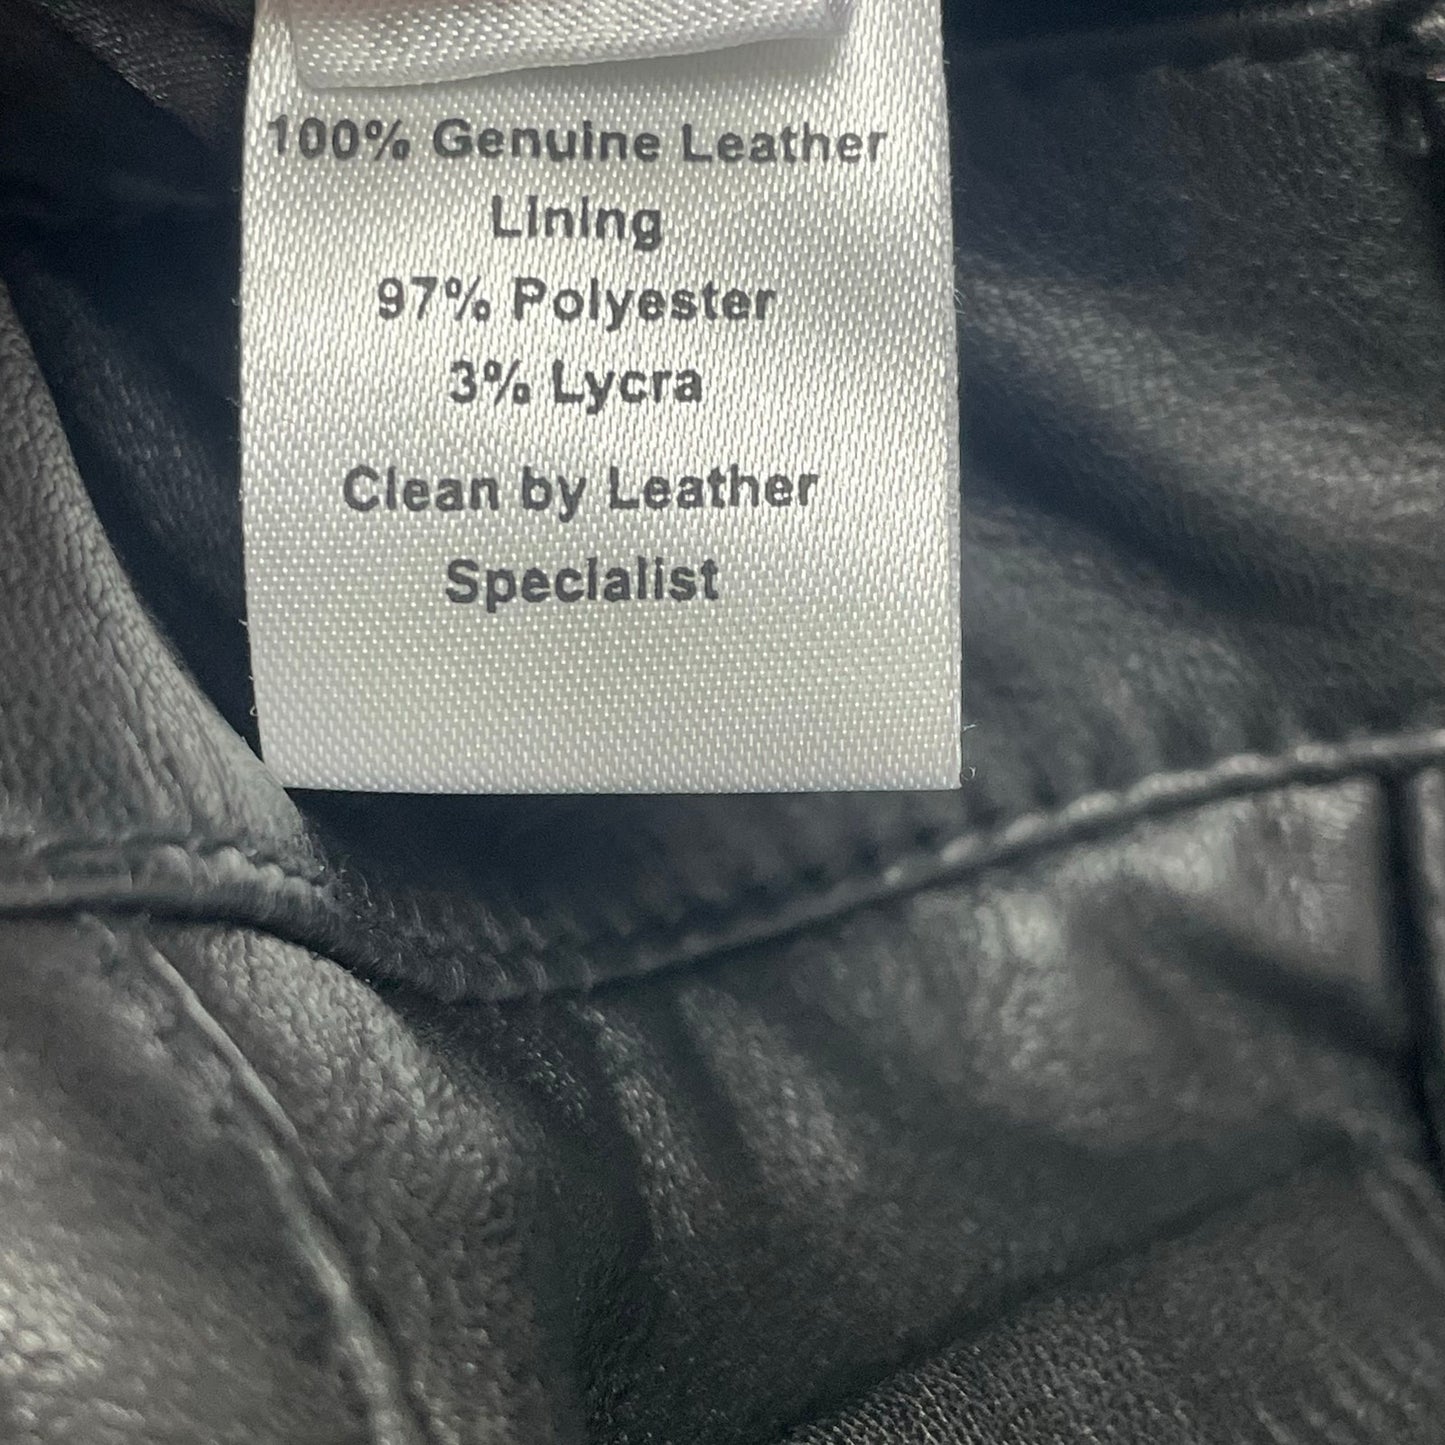 100% Genuine Leather
Lining
97% Polyester
3% Lycra
Clean by Leather
Specialist